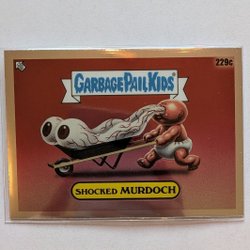 229c
GARBAGE PAIL KIDS
SHOCKED MURDOCH